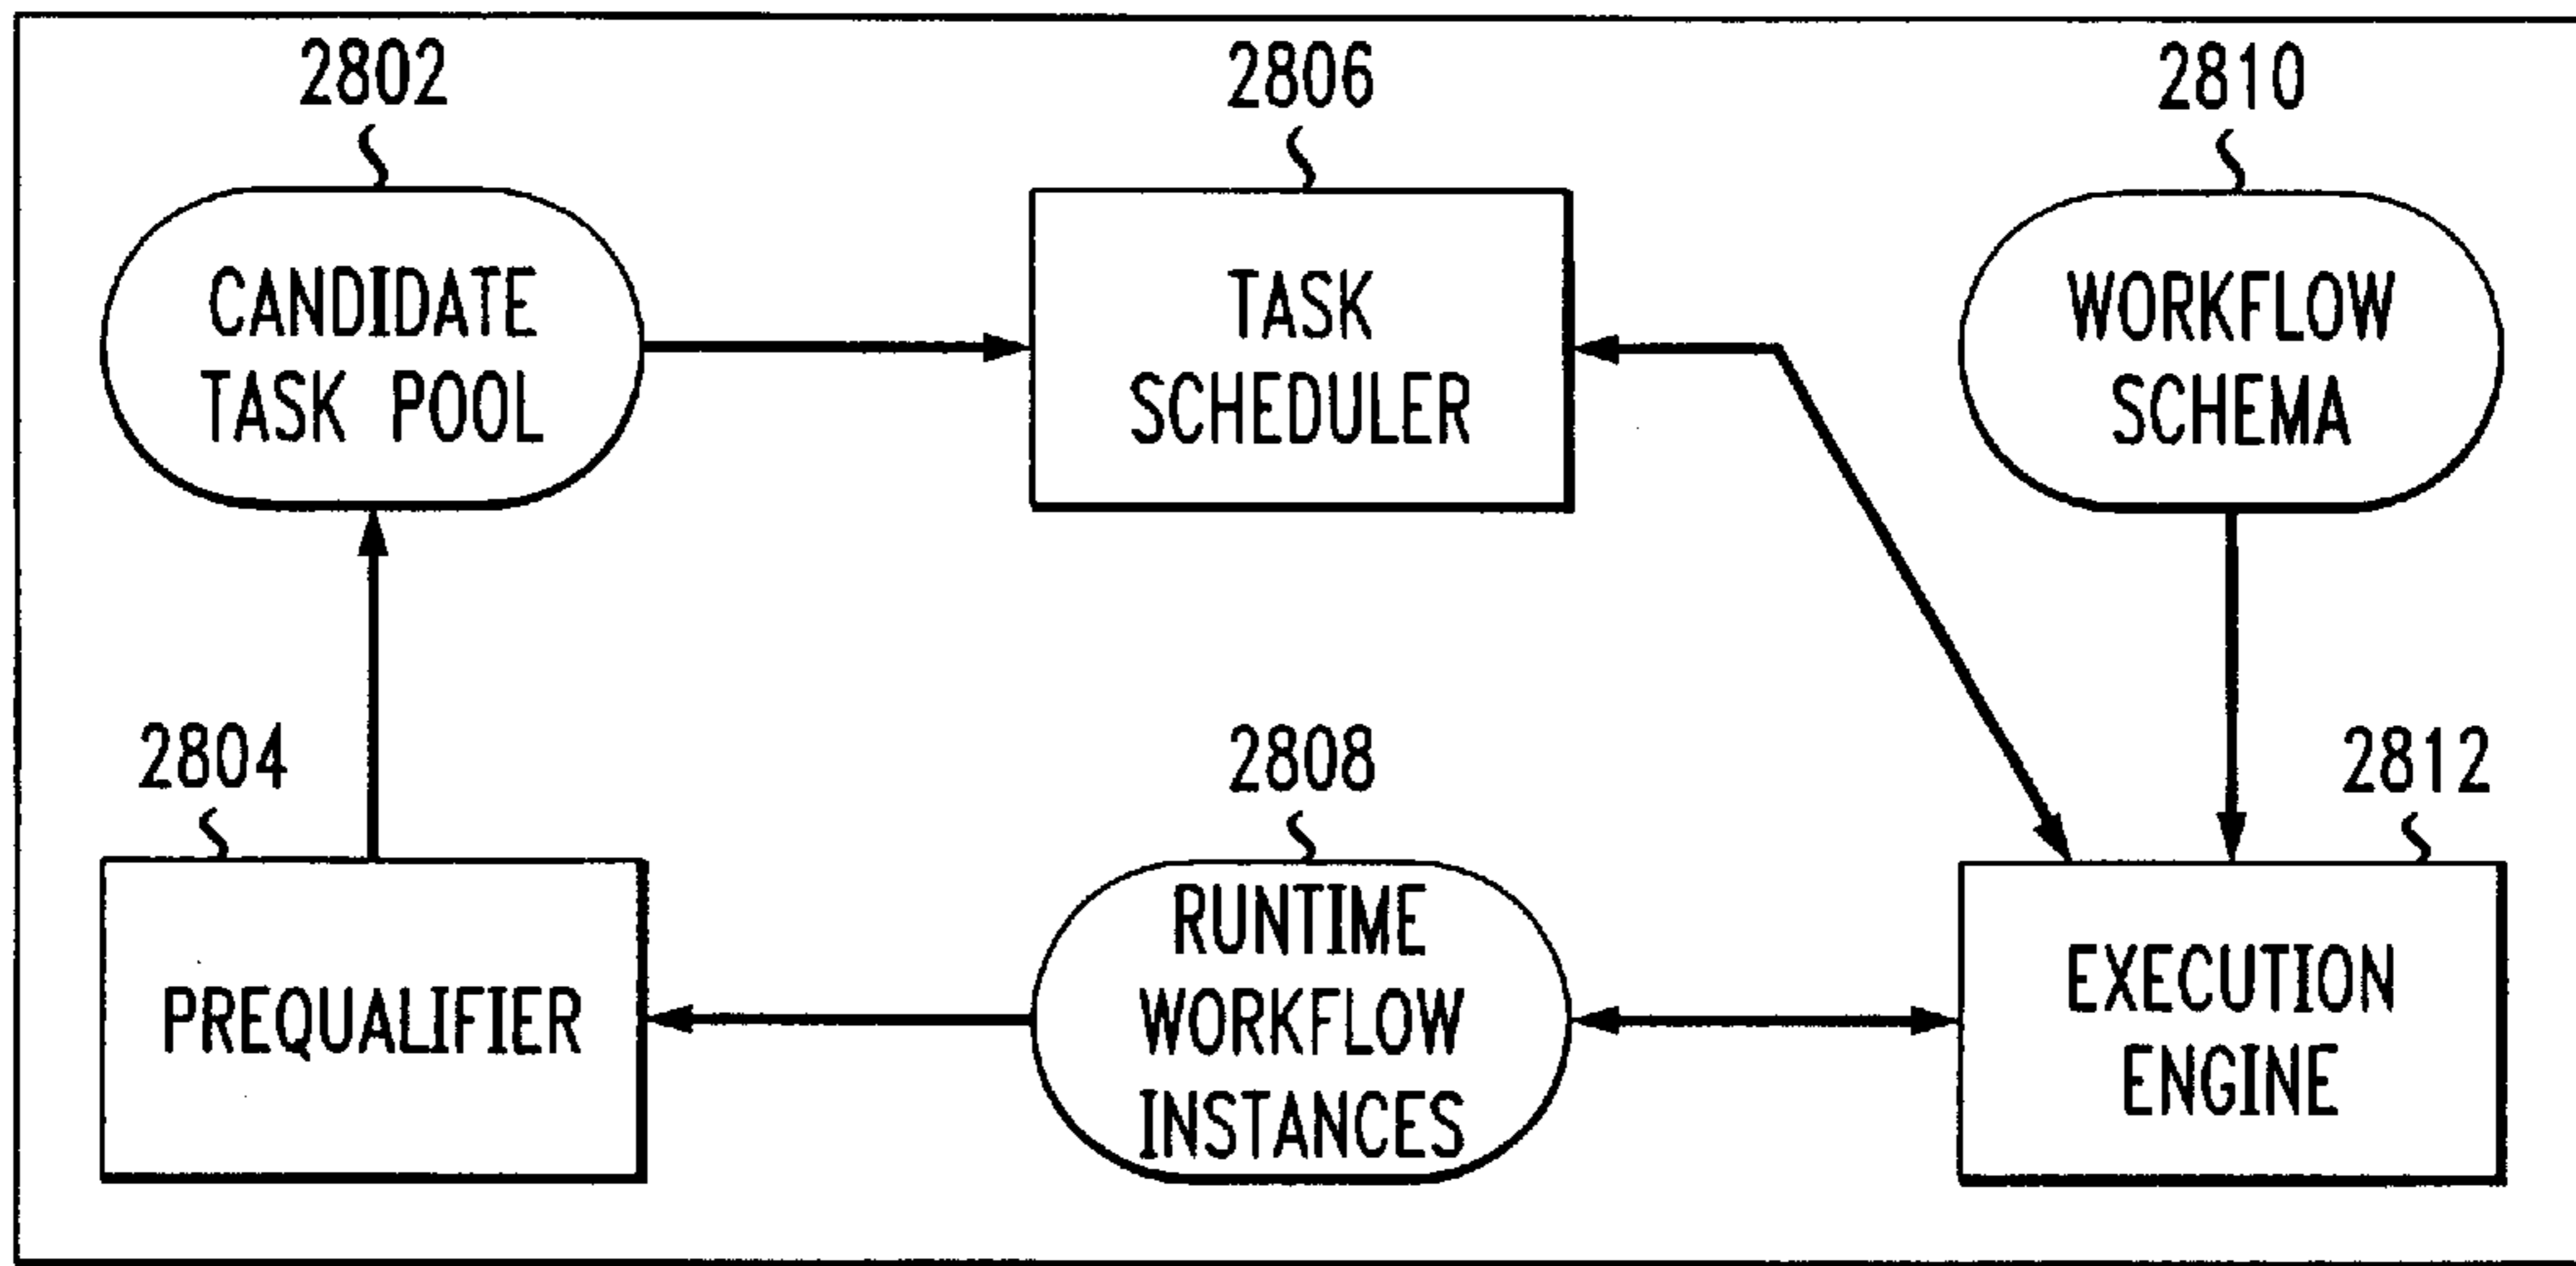 2802
2806
2810
CANDIDATE
TASK POOL
TASK
SCHEDULER
WORKFLOW
SCHEMA
2804
2808
2812
PREQUALIFIER
RUNTIME
WORKFLOW
INSTANCES
EXECUTION
ENGINE